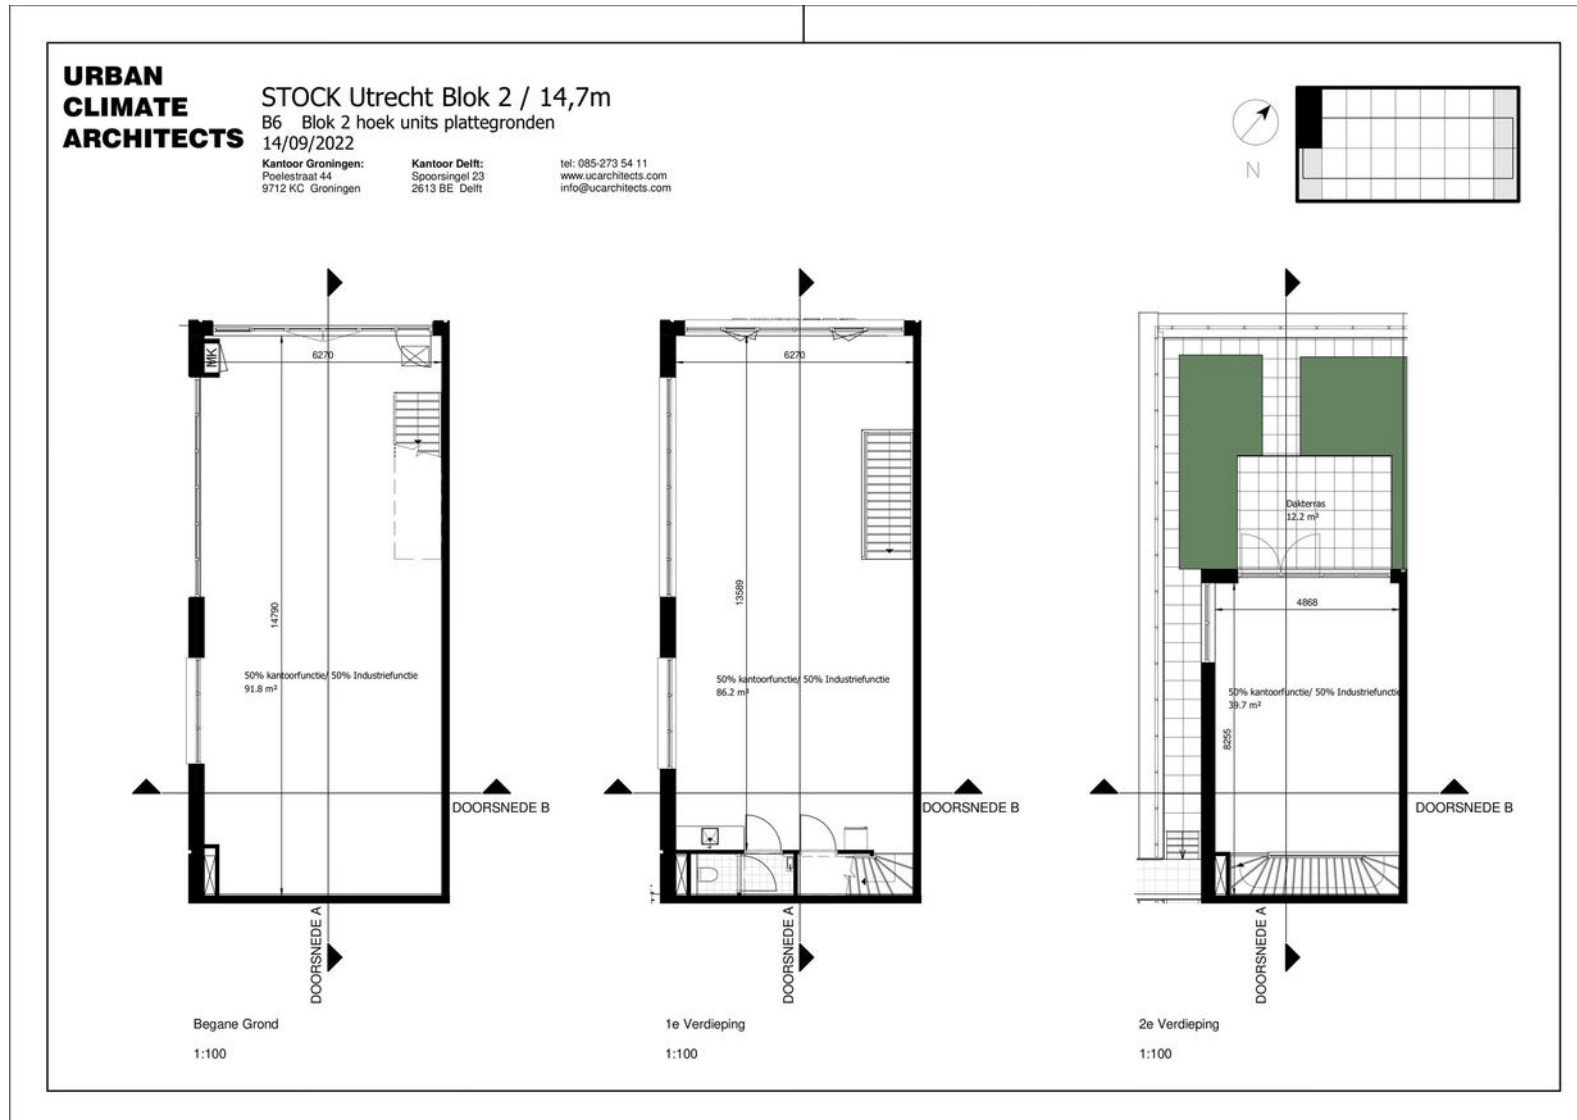 URBAN
CLIMATE
ARCHITECTS
STOCK Utrecht Blok 2 / 14,7m
B6 Blok 2 hoek units plattegronden
14/09/2022
Kantoor Groningen:
Poelestraat 44
9712 KC Groningen
Kantoor Delft:
Spoorsingel 23
2613 BE Delft
tel: 085-273 54 11
www.ucarchitects.com
info@ucarchitects.com
N
MK
6270
14790
50% kantoorfunctie/ 50% Industriefunctie
91.8 m²
DOORSNEDE B
DOORSNEDE A
Begane Grond
1:100
6270
13589
50% kantoorfunctie/ 50% Industriefunctie
86.2 m²
DOORSNEDE B
DOORSNEDE A
1e Verdieping
1:100
Dakterras
12.2 m²
4868
50% kantoorfunctie/ 50% Industriefunctie
39.7 m²
8255
DOORSNEDE B
DOORSNEDE A
2e Verdieping
1:100